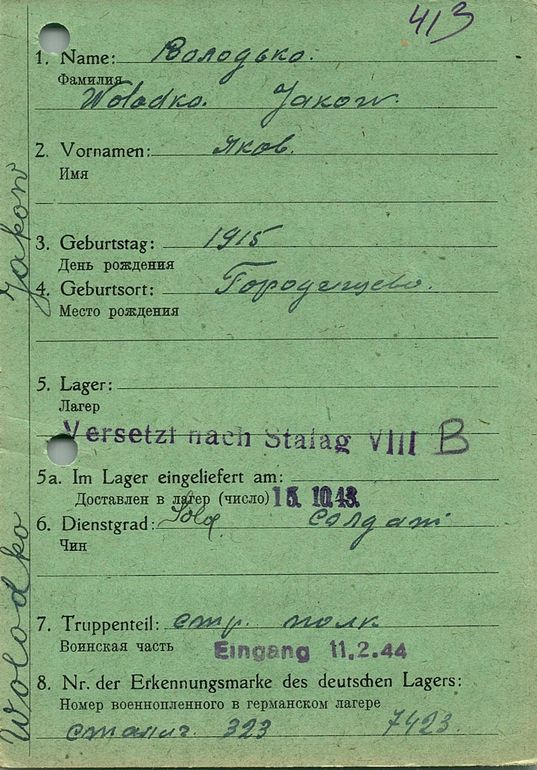 413
1. Name: Володько.
Фамилия
Wolodko. Jakow.
2. Vornamen: Яков.
Имя
3. Geburtstag: 1915
День рождения
4. Geburtsort: Городищево.
Место рождения
5. Lager:
Лагер
Versetzt nach Stalag VIII B
5a. Im Lager eingeliefert am:
Доставлен в лагер (число) 15. 10. 43.
6. Dienstgrad: Sold солдат
Чин
7. Truppenteil: стр. полк
Воинская часть Eingang 11.2.44
8. Nr. der Erkennungsmarke des deutschen Lagers:
Номер военнопленного в германском лагере
сталаг. 323 7423.
Wolodko Jakow